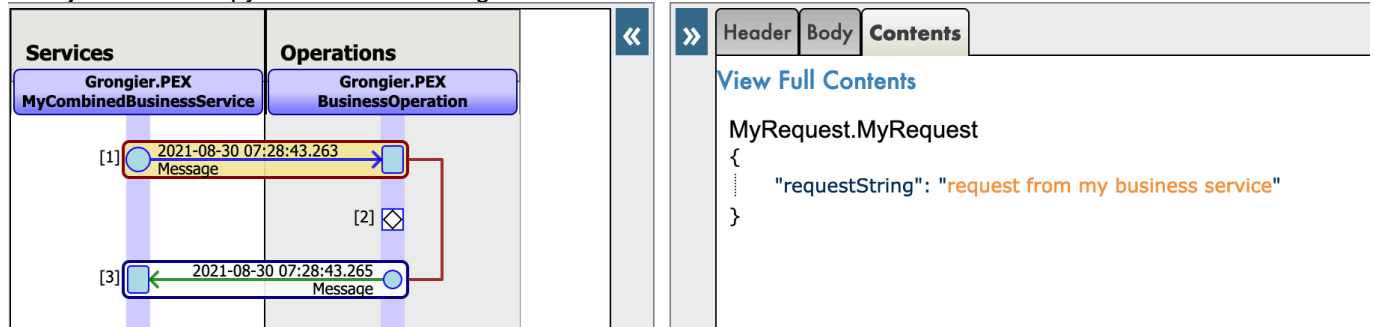 Services
Operations
Grongier.PEX
MyCombinedBusinessService
Grongier.PEX
BusinessOperation
[1]
2021-08-30 07:28:43.263
Message
[2]
[3]
2021-08-30 07:28:43.265
Message
«
»
Header
Body
Contents
View Full Contents
MyRequest.MyRequest
{
"requestString": "request from my business service"
}